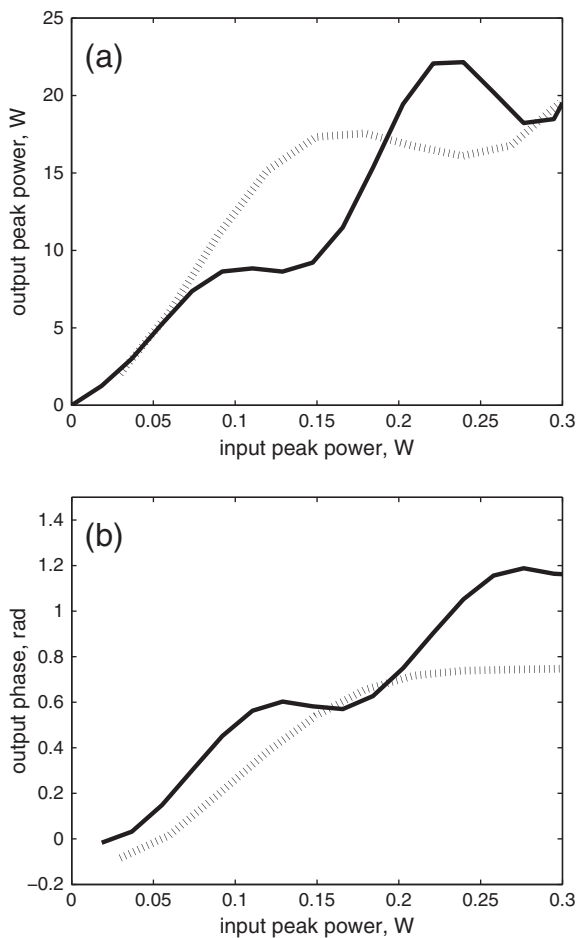 (a)
output peak power, W
25
20
15
10
5
0
0 0.05 0.1 0.15 0.2 0.25 0.3
input peak power, W
(b)
output phase, rad
1.4
1.2
1
0.8
0.6
0.4
0.2
0
−0.2
0 0.05 0.1 0.15 0.2 0.25 0.3
input peak power, W